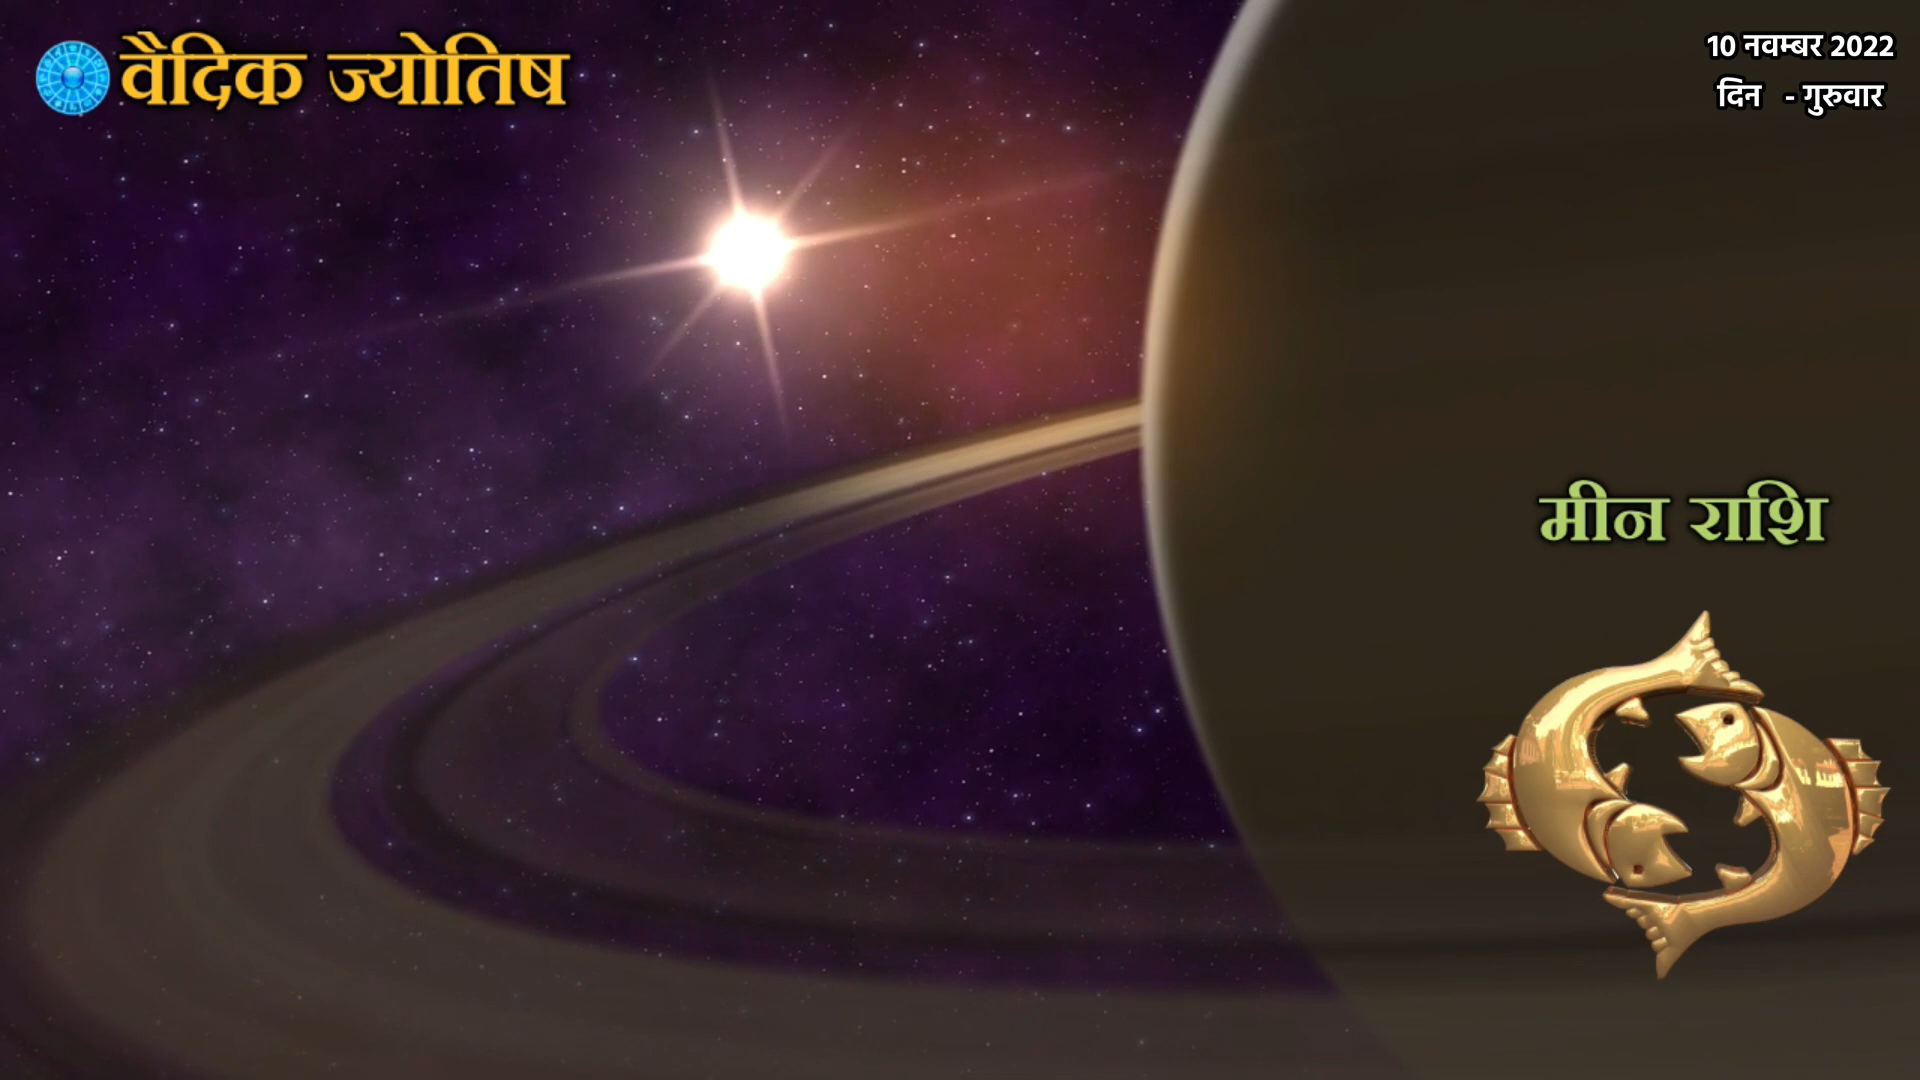 वैदिक ज्योतिष
10 नवम्बर 2022
दिन - गुरुवार
मीन राशि